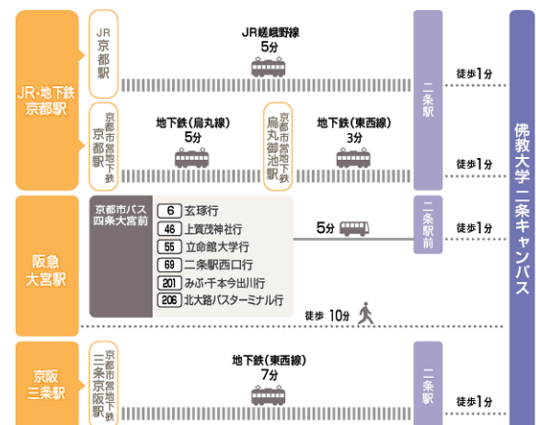 JR・地下鉄
京都駅
JR
京都駅
JR嵯峨野線
5分
二条駅
徒歩1分
京都市営地下鉄
京都駅
地下鉄(烏丸線)
5分
京都市営地下鉄
烏丸御池駅
地下鉄(東西線)
3分
徒歩1分
阪急
大宮駅
京都市バス
四条大宮前
6 玄琢行
46 上賀茂神社行
55 立命館大学行
69 二条駅西口行
201 みぶ・千本今出川行
206 北大路バスターミナル行
5分
二条駅前
徒歩1分
徒歩 10分
京阪
三条駅
京都市営地下鉄
三条京阪駅
地下鉄(東西線)
7分
二条駅
徒歩1分
佛教大学 二条キャンパス